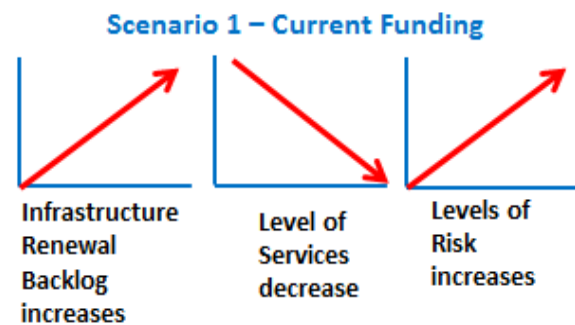 Scenario 1 – Current Funding
Infrastructure
Renewal
Backlog
increases
Level of
Services
decrease
Levels of
Risk
increases